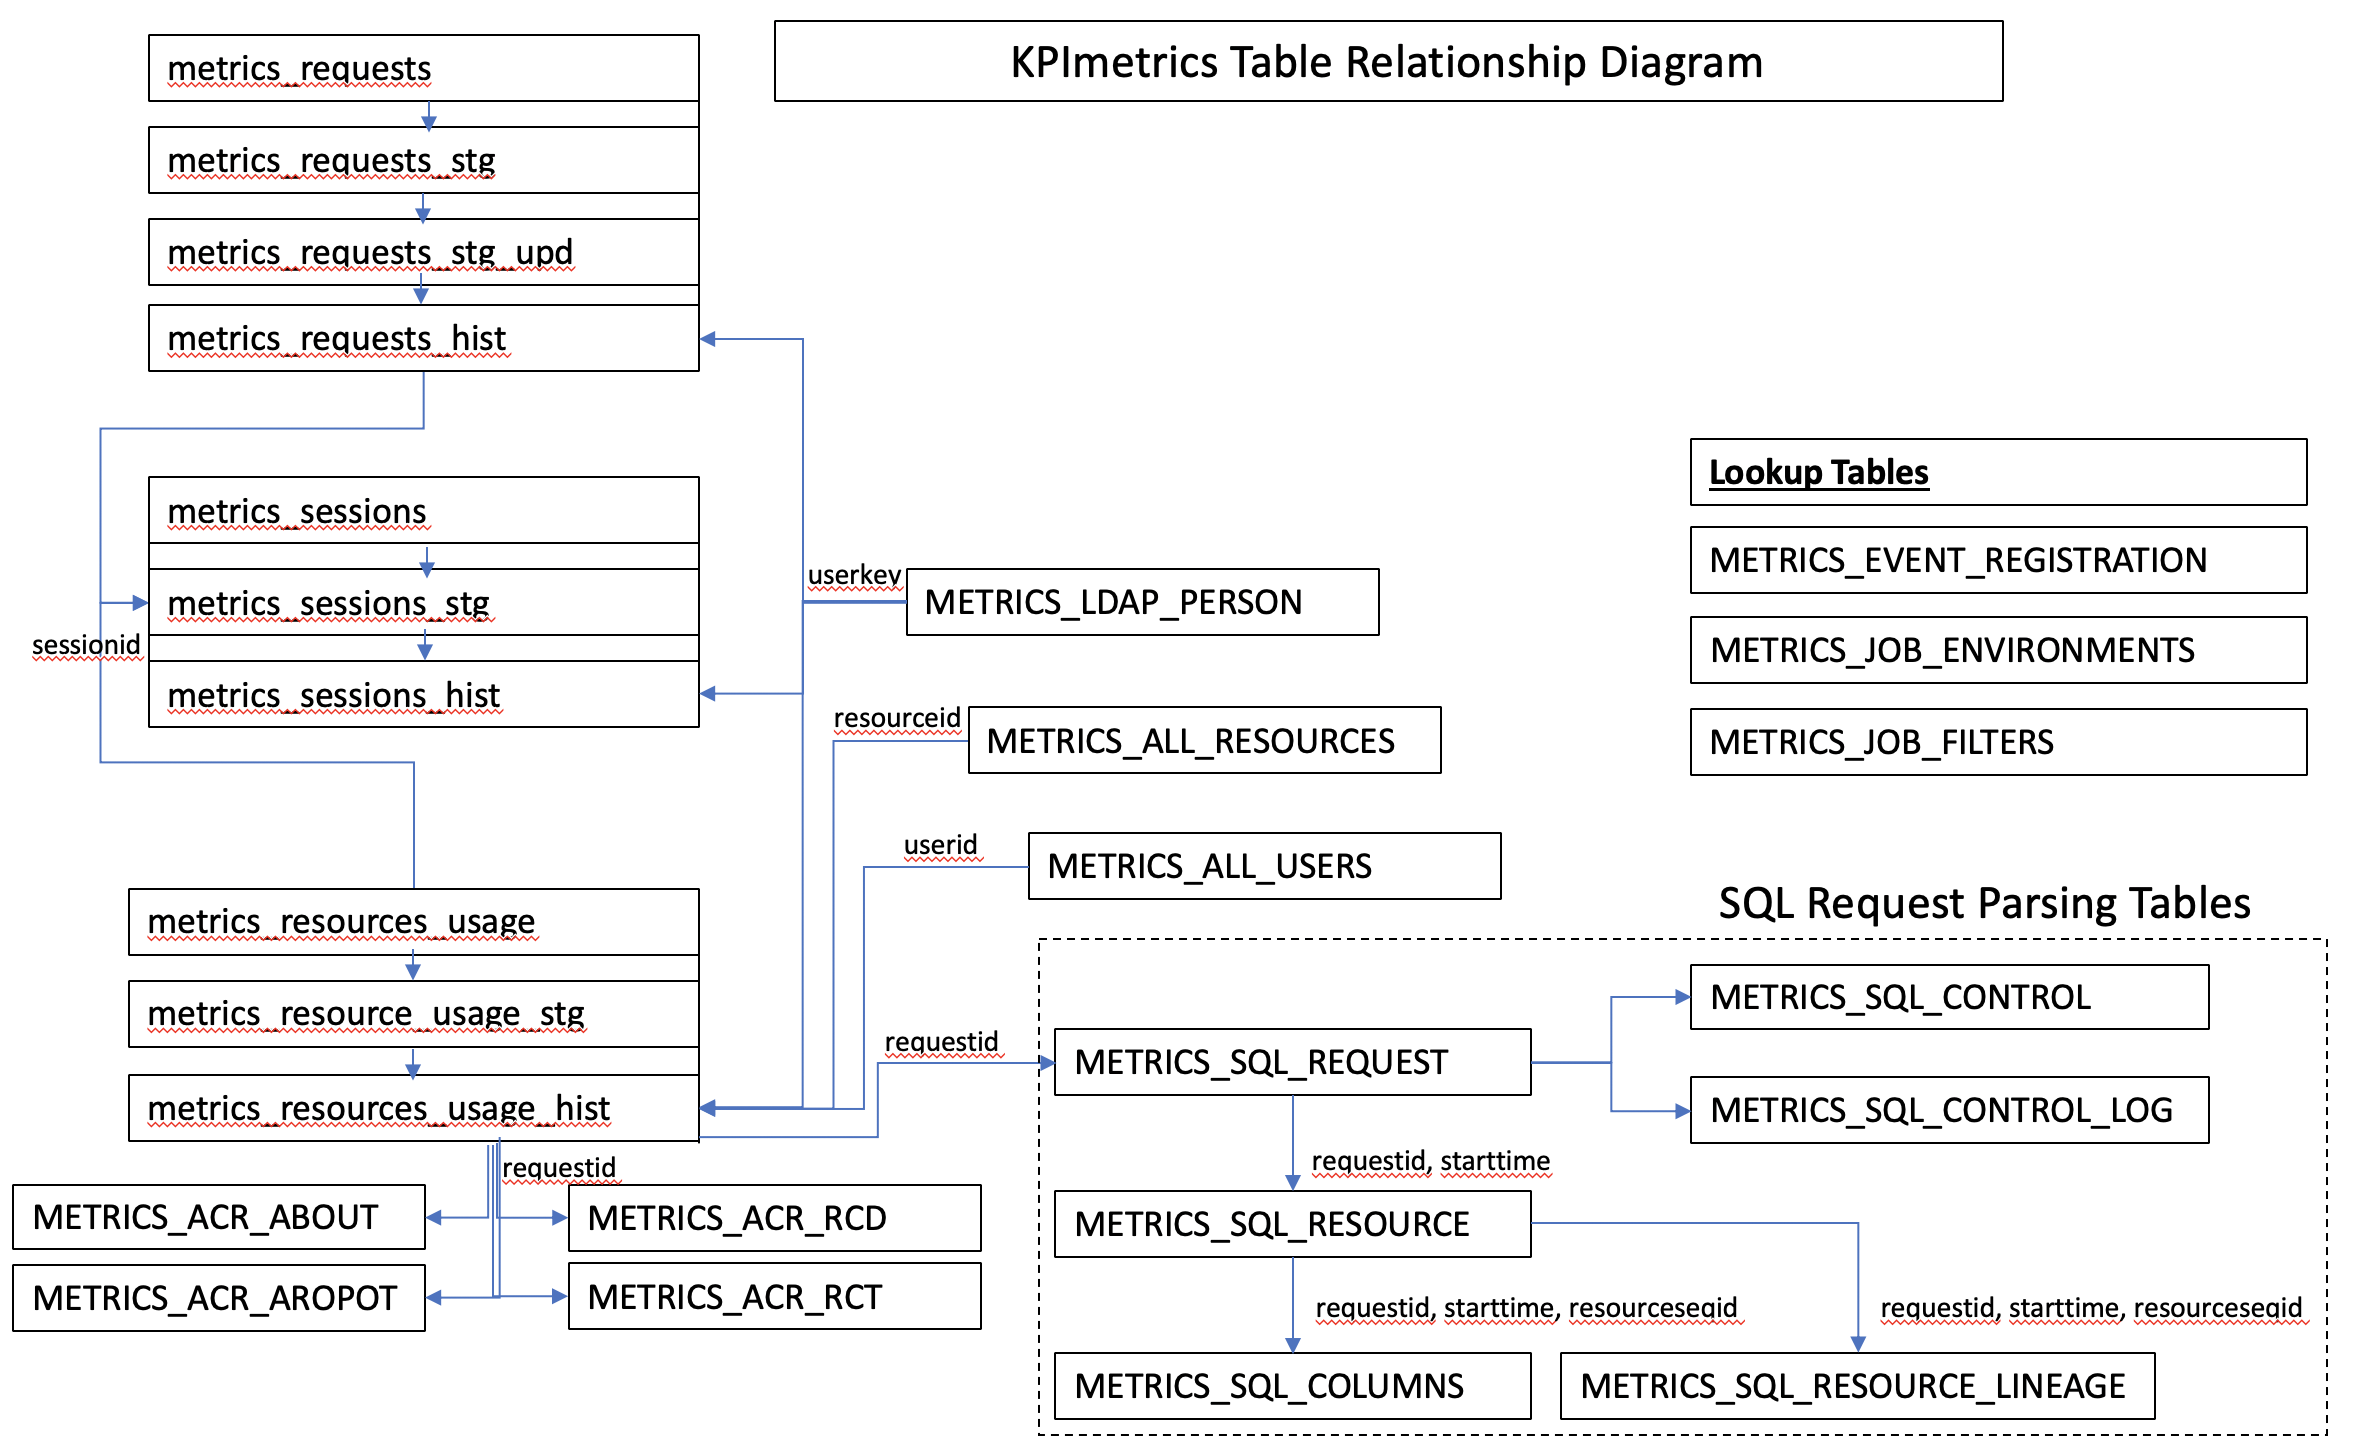 KPImetrics Table Relationship Diagram
metrics_requests
metrics_requests_stg
metrics_requests_stg_upd
metrics_requests_hist
metrics_sessions
metrics_sessions_stg
sessionid
metrics_sessions_hist
userkey
METRICS_LDAP_PERSON
resourceid
METRICS_ALL_RESOURCES
userid
METRICS_ALL_USERS
Lookup Tables
METRICS_EVENT_REGISTRATION
METRICS_JOB_ENVIRONMENTS
METRICS_JOB_FILTERS
metrics_resources_usage
metrics_resource_usage_stg
metrics_resources_usage_hist
requestid
METRICS_ACR_ABOUT
METRICS_ACR_RCD
METRICS_ACR_AROPOT
METRICS_ACR_RCT
SQL Request Parsing Tables
requestid
METRICS_SQL_REQUEST
METRICS_SQL_CONTROL
METRICS_SQL_CONTROL_LOG
requestid, starttime
METRICS_SQL_RESOURCE
requestid, starttime, resourceseqid
requestid, starttime, resourceseqid
METRICS_SQL_COLUMNS
METRICS_SQL_RESOURCE_LINEAGE